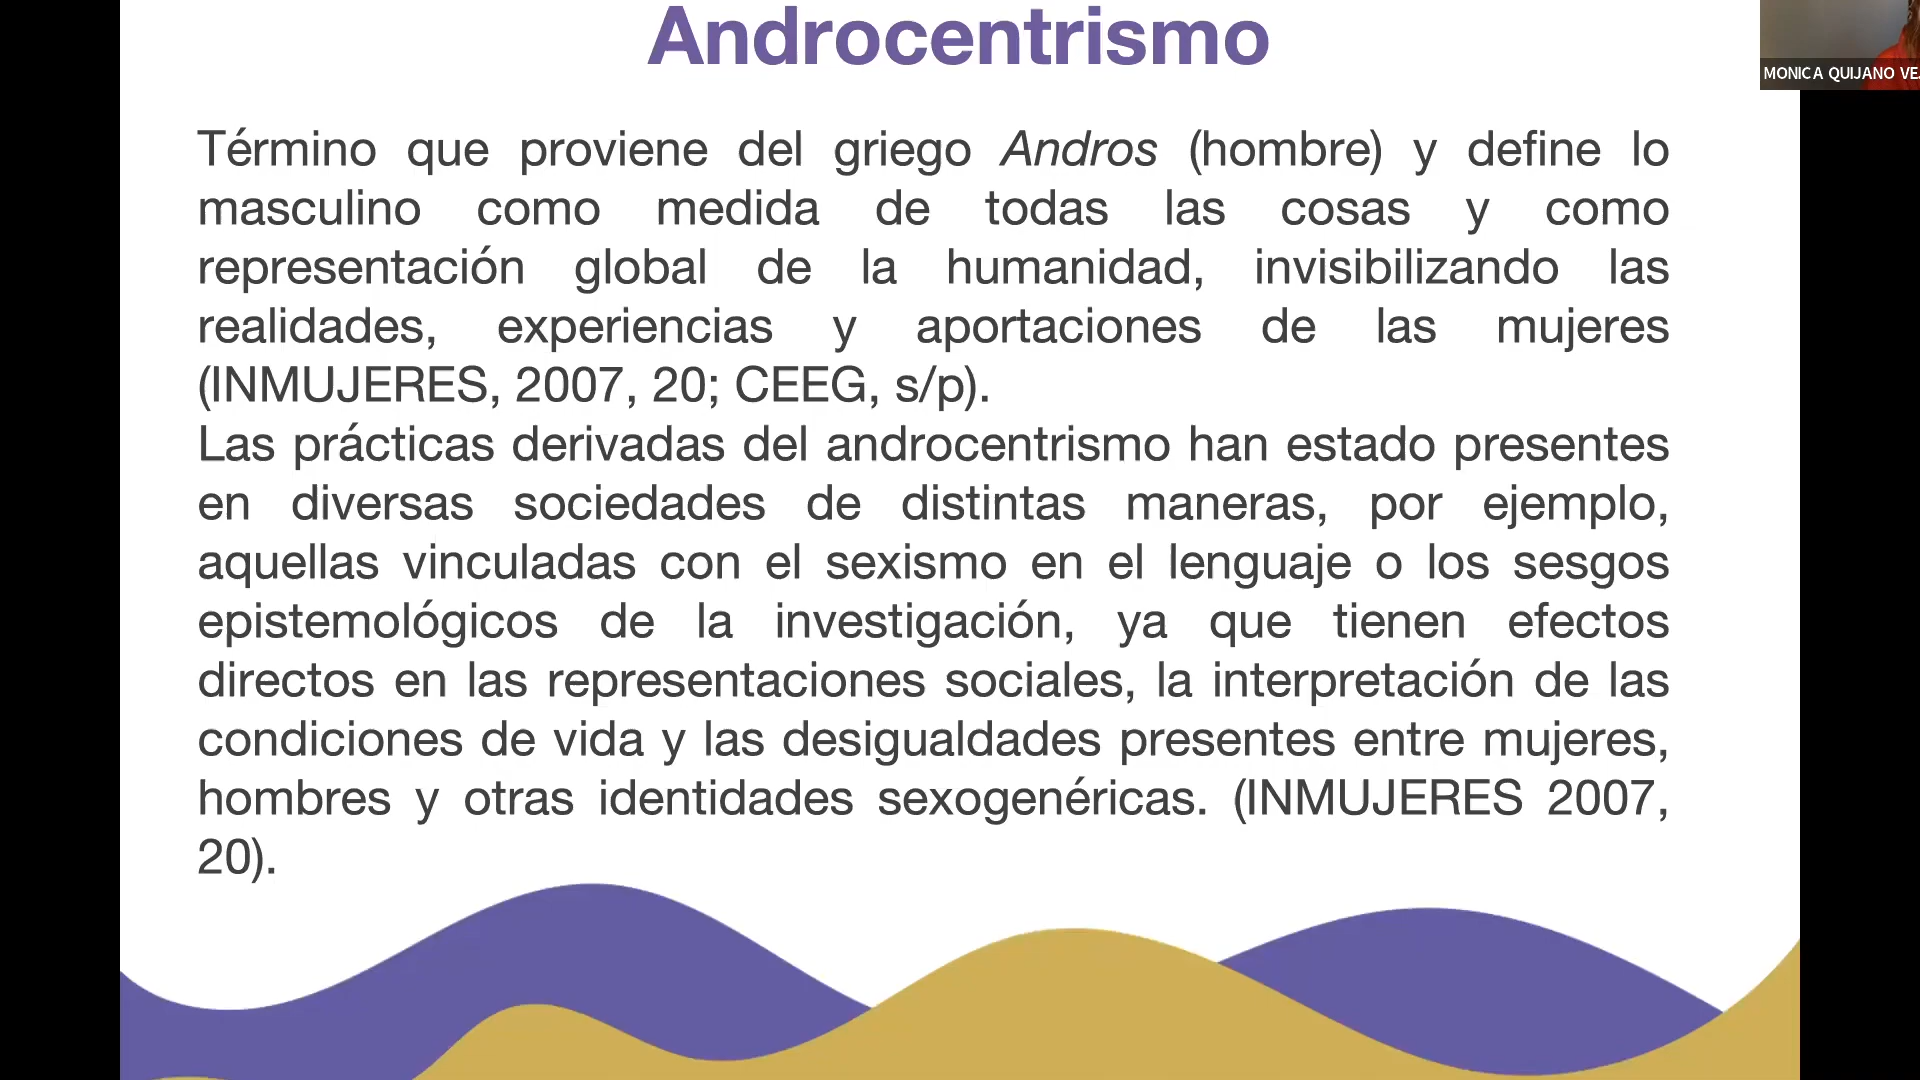 Androcentrismo
MONICA QUIJANO VE
Término que proviene del griego Andros (hombre) y define lo
masculino como medida de todas las cosas y como
representación global de la humanidad, invisibilizando las
realidades, experiencias y aportaciones de las mujeres
(INMUJERES, 2007, 20; CEEG, s/p).
Las prácticas derivadas del androcentrismo han estado presentes
en diversas sociedades de distintas maneras, por ejemplo,
aquellas vinculadas con el sexismo en el lenguaje o los sesgos
epistemológicos de la investigación, ya que tienen efectos
directos en las representaciones sociales, la interpretación de las
condiciones de vida y las desigualdades presentes entre mujeres,
hombres y otras identidades sexogenéricas. (INMUJERES 2007,
20).